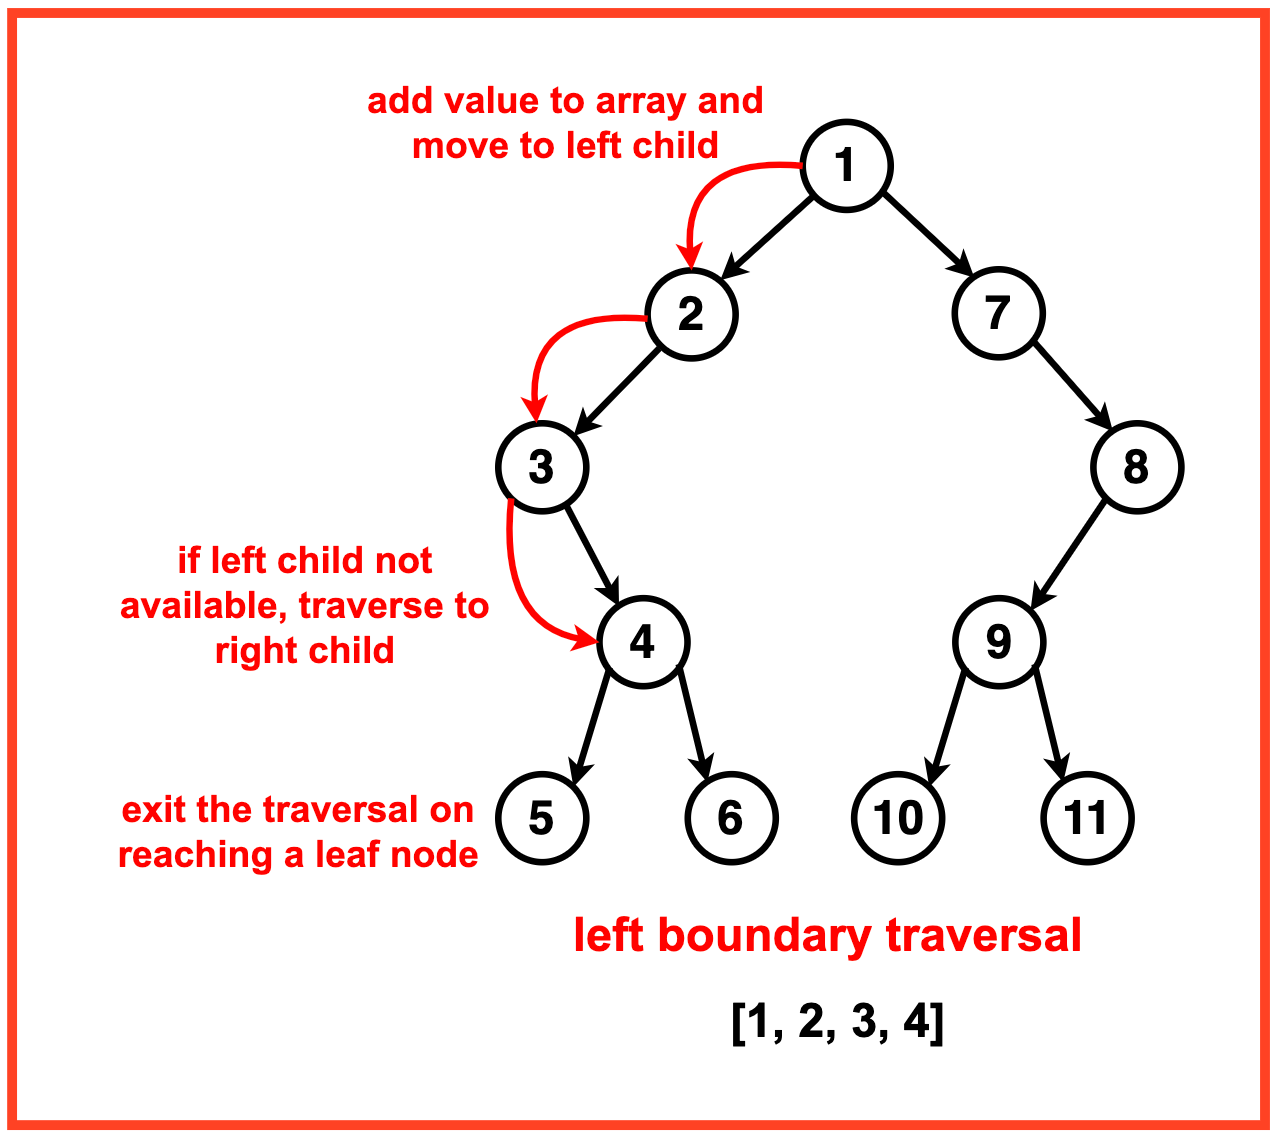 add value to array and
move to left child
1
2
7
3
8
if left child not
available, traverse to
right child
4
9
exit the traversal on
reaching a leaf node
5
6
10
11
left boundary traversal
[1, 2, 3, 4]